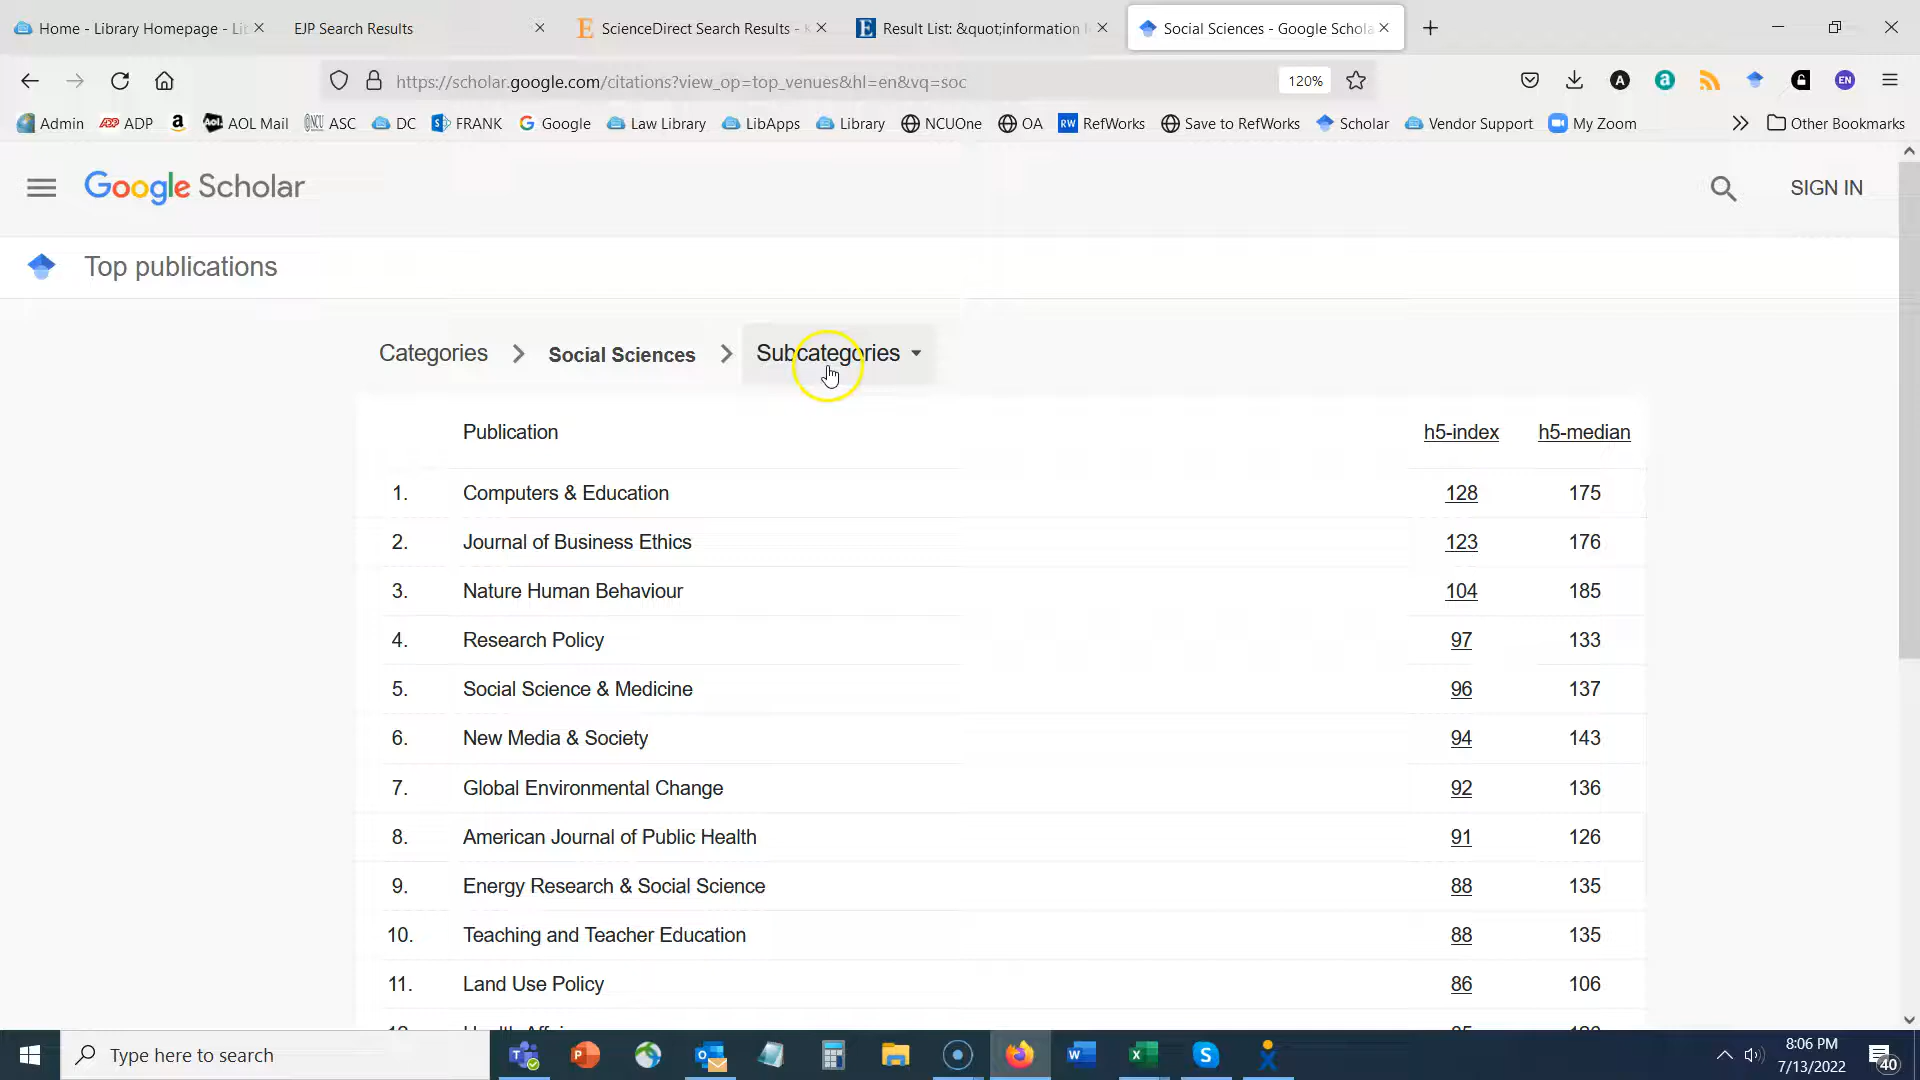 Home - Library Homepage - Lit
EJP Search Results
ScienceDirect Search Results - K
Result List: &quot;information l
Social Sciences - Google Schola
https://scholar.google.com/citations?view_op=top_venues&hl=en&vq=soc
120%
A
a
EN
Admin
ADP
AOL Mail
NCU ASC
DC
FRANK
Google
Law Library
LibApps
Library
NCUOne
OA
RW RefWorks
Save to RefWorks
Scholar
Vendor Support
My Zoom
Other Bookmarks
Google Scholar
SIGN IN
Top publications
Categories
Social Sciences
Subcategories
Publication h5-index h5-median
1. Computers & Education 128 175
2. Journal of Business Ethics 123 176
3. Nature Human Behaviour 104 185
4. Research Policy 97 133
5. Social Science & Medicine 96 137
6. New Media & Society 94 143
7. Global Environmental Change 92 136
8. American Journal of Public Health 91 126
9. Energy Research & Social Science 88 135
10. Teaching and Teacher Education 88 135
11. Land Use Policy 86 106
Type here to search
8:06 PM
7/13/2022
40